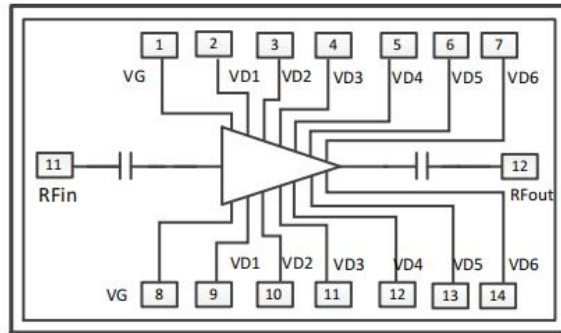 1 2 3 4 5 6 7
VG VD1 VD2 VD3 VD4 VD5 VD6
11 12
RFin RFout
VD1 VD2 VD3 VD4 VD5 VD6
VG 8 9 10 11 12 13 14